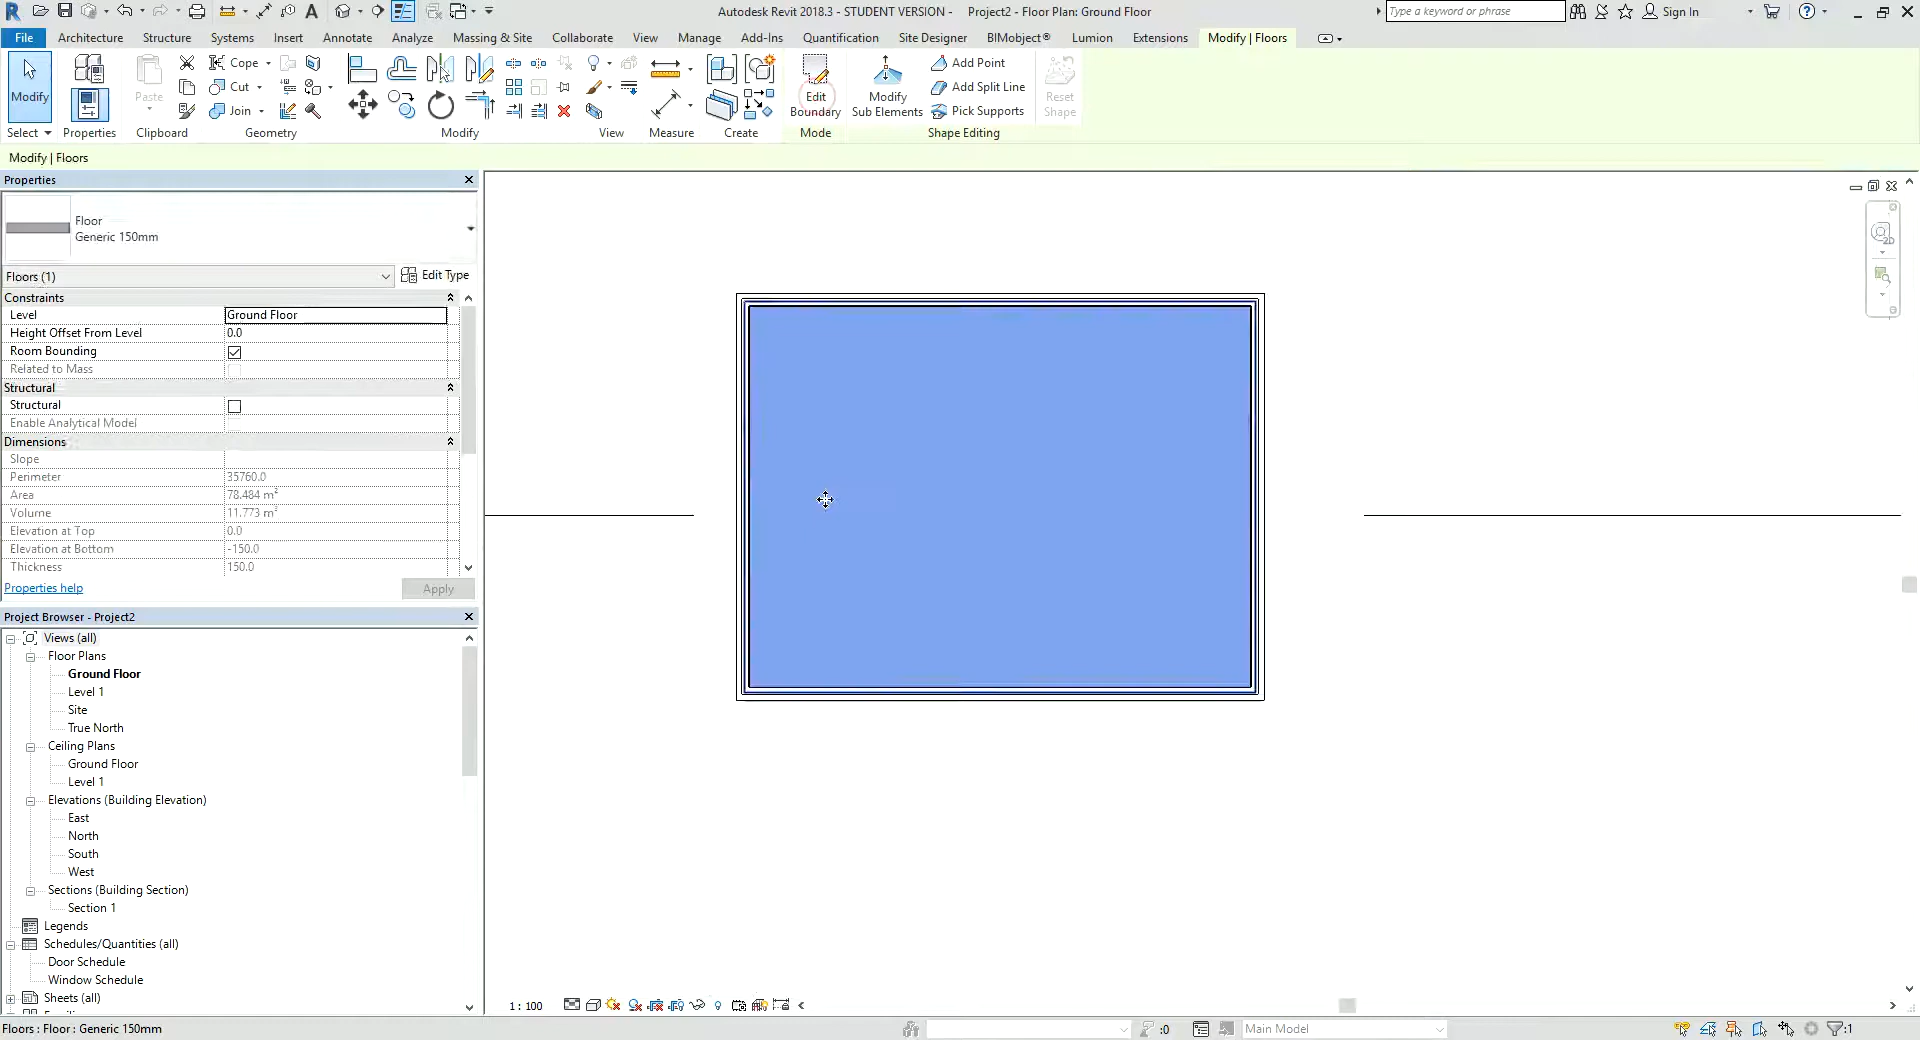 Autodesk Revit 2018.3 - STUDENT VERSION - Project2 - Floor Plan: Ground Floor
Type a keyword or phrase
Sign In
File Architecture Structure Systems Insert Annotate Analyze Massing & Site Collaborate View Manage Add-Ins Quantification Site Designer BIMobject® Lumion Extensions Modify | Floors
Modify
Paste
Cope
Cut
Join
Edit Boundary
Modify Sub Elements
Add Point
Add Split Line
Pick Supports
Reset Shape
Select Properties Clipboard Geometry Modify View Measure Create Mode Shape Editing
Modify | Floors
Properties
Floor
Generic 150mm
Floors (1) Edit Type
Constraints
Level Ground Floor
Height Offset From Level 0.0
Room Bounding
Related to Mass
Structural
Structural
Enable Analytical Model
Dimensions
Slope
Perimeter 35760.0
Area 78.484 m²
Volume 11.773 m³
Elevation at Top 0.0
Elevation at Bottom -150.0
Thickness 150.0
Properties help Apply
Project Browser - Project2
Views (all)
Floor Plans
Ground Floor
Level 1
Site
True North
Ceiling Plans
Ground Floor
Level 1
Elevations (Building Elevation)
East
North
South
West
Sections (Building Section)
Section 1
Legends
Schedules/Quantities (all)
Door Schedule
Window Schedule
Sheets (all)
1 : 100
Floors : Floor : Generic 150mm
:0
Main Model
:1